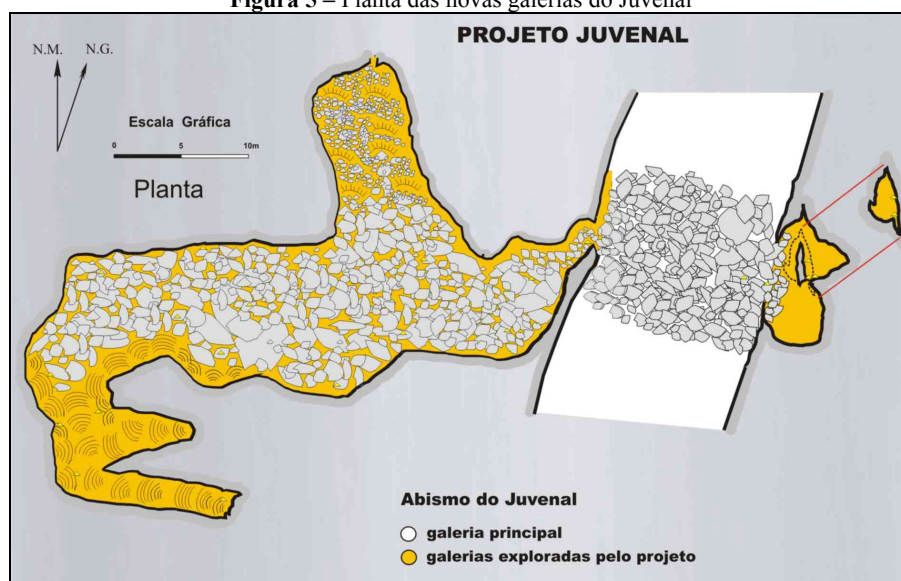 Figura 5 – Planta das novas galerias do Juvenal
PROJETO JUVENAL
N.M. N.G.
Escala Gráfica
0 5 10m
Planta
Abismo do Juvenal
galeria principal
galerias exploradas pelo projeto